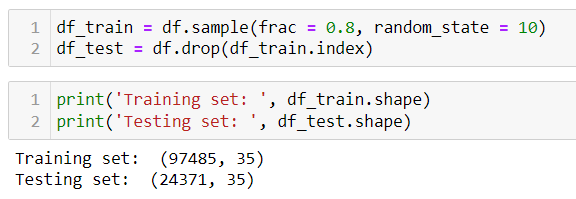 1 df_train = df.sample(frac = 0.8, random_state = 10)
2 df_test = df.drop(df_train.index)
1 print('Training set: ', df_train.shape)
2 print('Testing set: ', df_test.shape)
Training set:  (97485, 35)
Testing set:  (24371, 35)